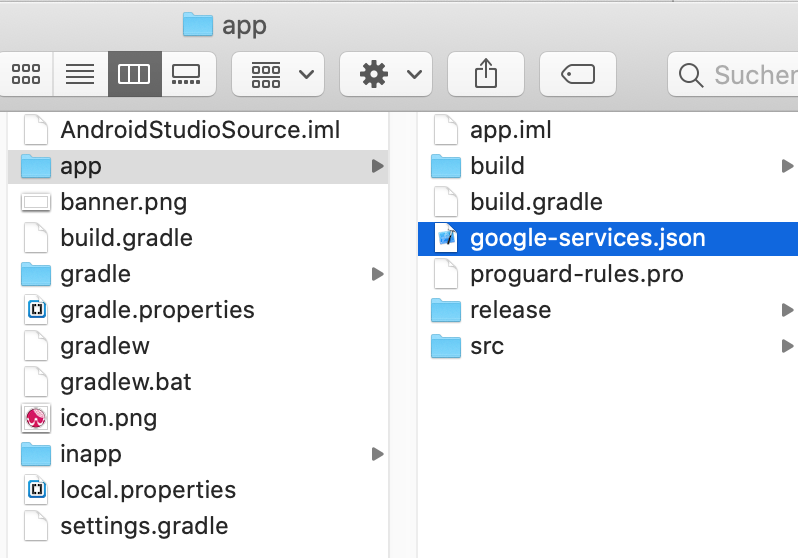 app
Suchen
AndroidStudioSource.iml
app
banner.png
build.gradle
gradle
gradle.properties
gradlew
gradlew.bat
icon.png
inapp
local.properties
settings.gradle
app.iml
build
build.gradle
google-services.json
proguard-rules.pro
release
src